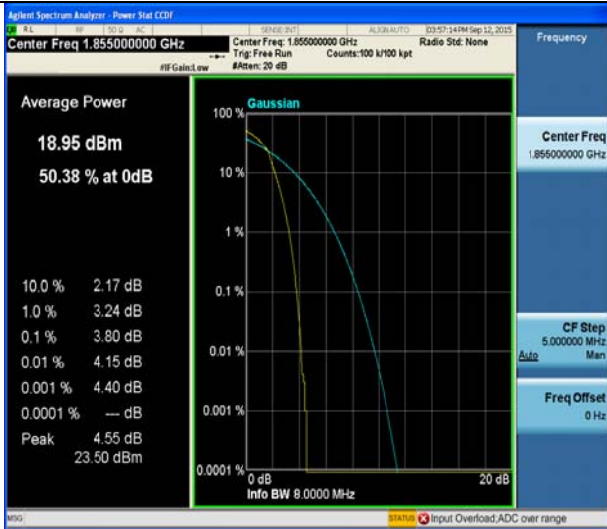 Agilent Spectrum Analyzer - Power Stat CCDF
RL RF 50 Ω AC SENSE:INT ALIGNAUTO 03:57:14 PM Sep 12, 2015
Center Freq 1.855000000 GHz
Center Freq: 1.855000000 GHz Radio Std: None
Trig: Free Run Counts:100 k/100 kpt
#IFGain:Low #Atten: 20 dB
Frequency
Average Power
18.95 dBm
50.38 % at 0dB
10.0 % 2.17 dB
1.0 % 3.24 dB
0.1 % 3.80 dB
0.01 % 4.15 dB
0.001 % 4.40 dB
0.0001 % --- dB
Peak 4.55 dB
23.50 dBm
Gaussian
100 %
10 %
1 %
0.1 %
0.01 %
0.001 %
0.0001 %
0 dB 20 dB
Info BW 8.0000 MHz
Center Freq
1.855000000 GHz
CF Step
5.000000 MHz
Auto Man
Freq Offset
0 Hz
MSG STATUS Input Overload;ADC over range